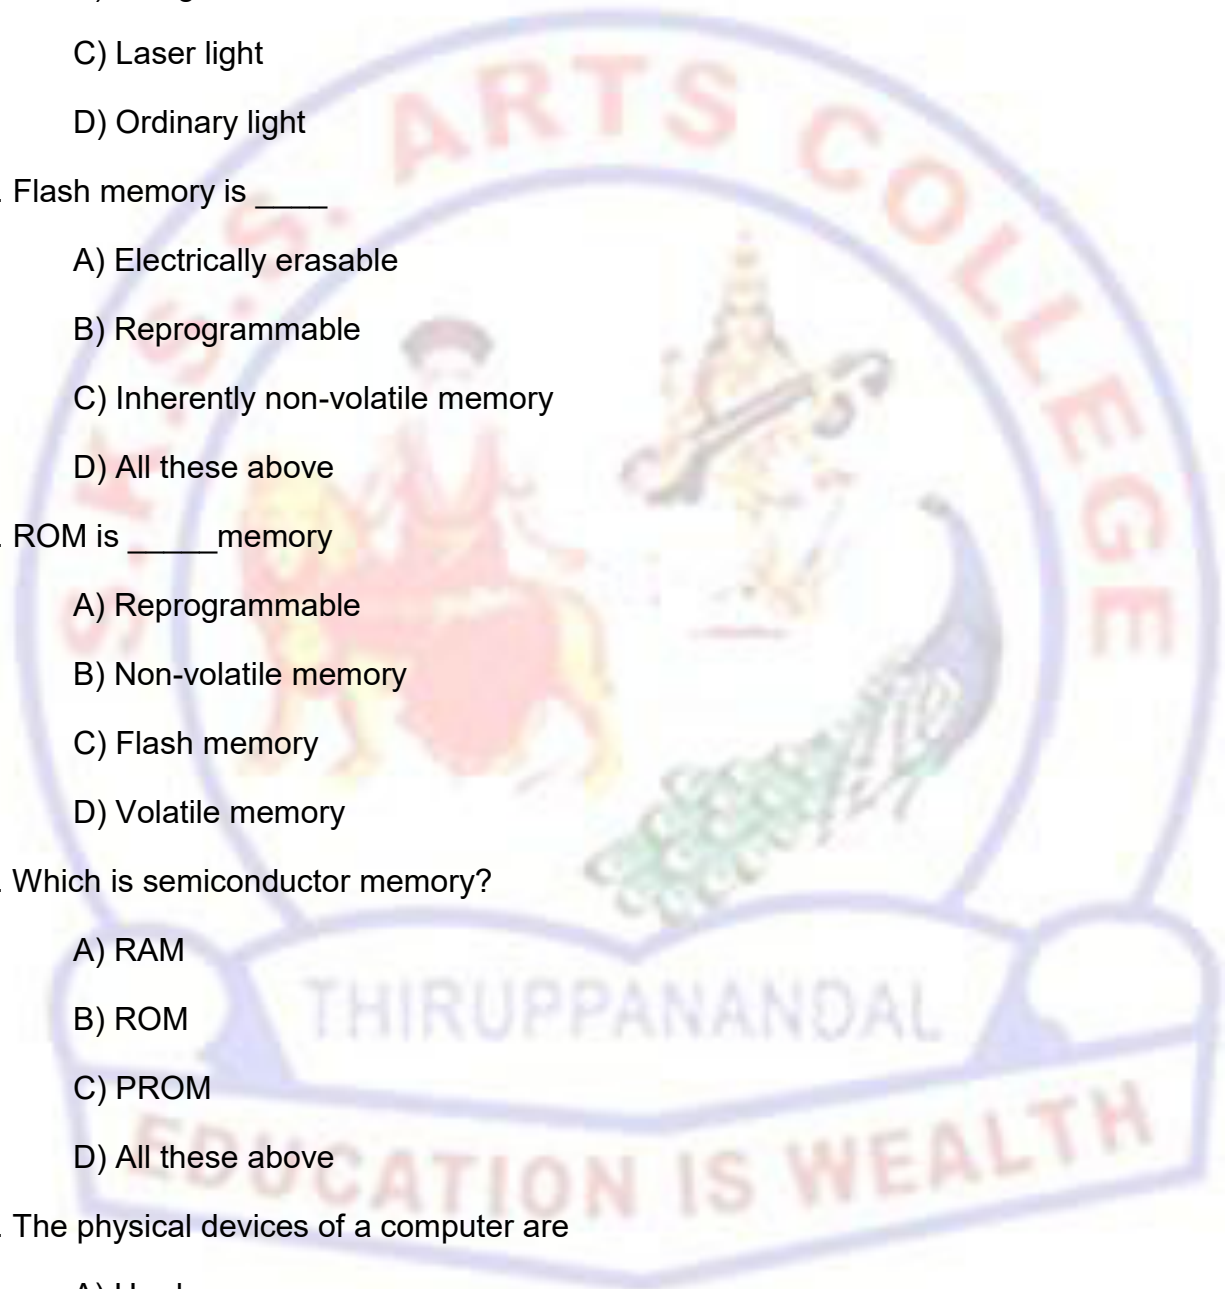 C) Laser light
D) Ordinary light
. Flash memory is ____
A) Electrically erasable
B) Reprogrammable
C) Inherently non-volatile memory
D) All these above
. ROM is _____memory
A) Reprogrammable
B) Non-volatile memory
C) Flash memory
D) Volatile memory
. Which is semiconductor memory?
A) RAM
B) ROM
C) PROM
D) All these above
. The physical devices of a computer are
S.K.S.S. ARTS COLLEGE
THIRUPPANANDAL
EDUCATION IS WEALTH